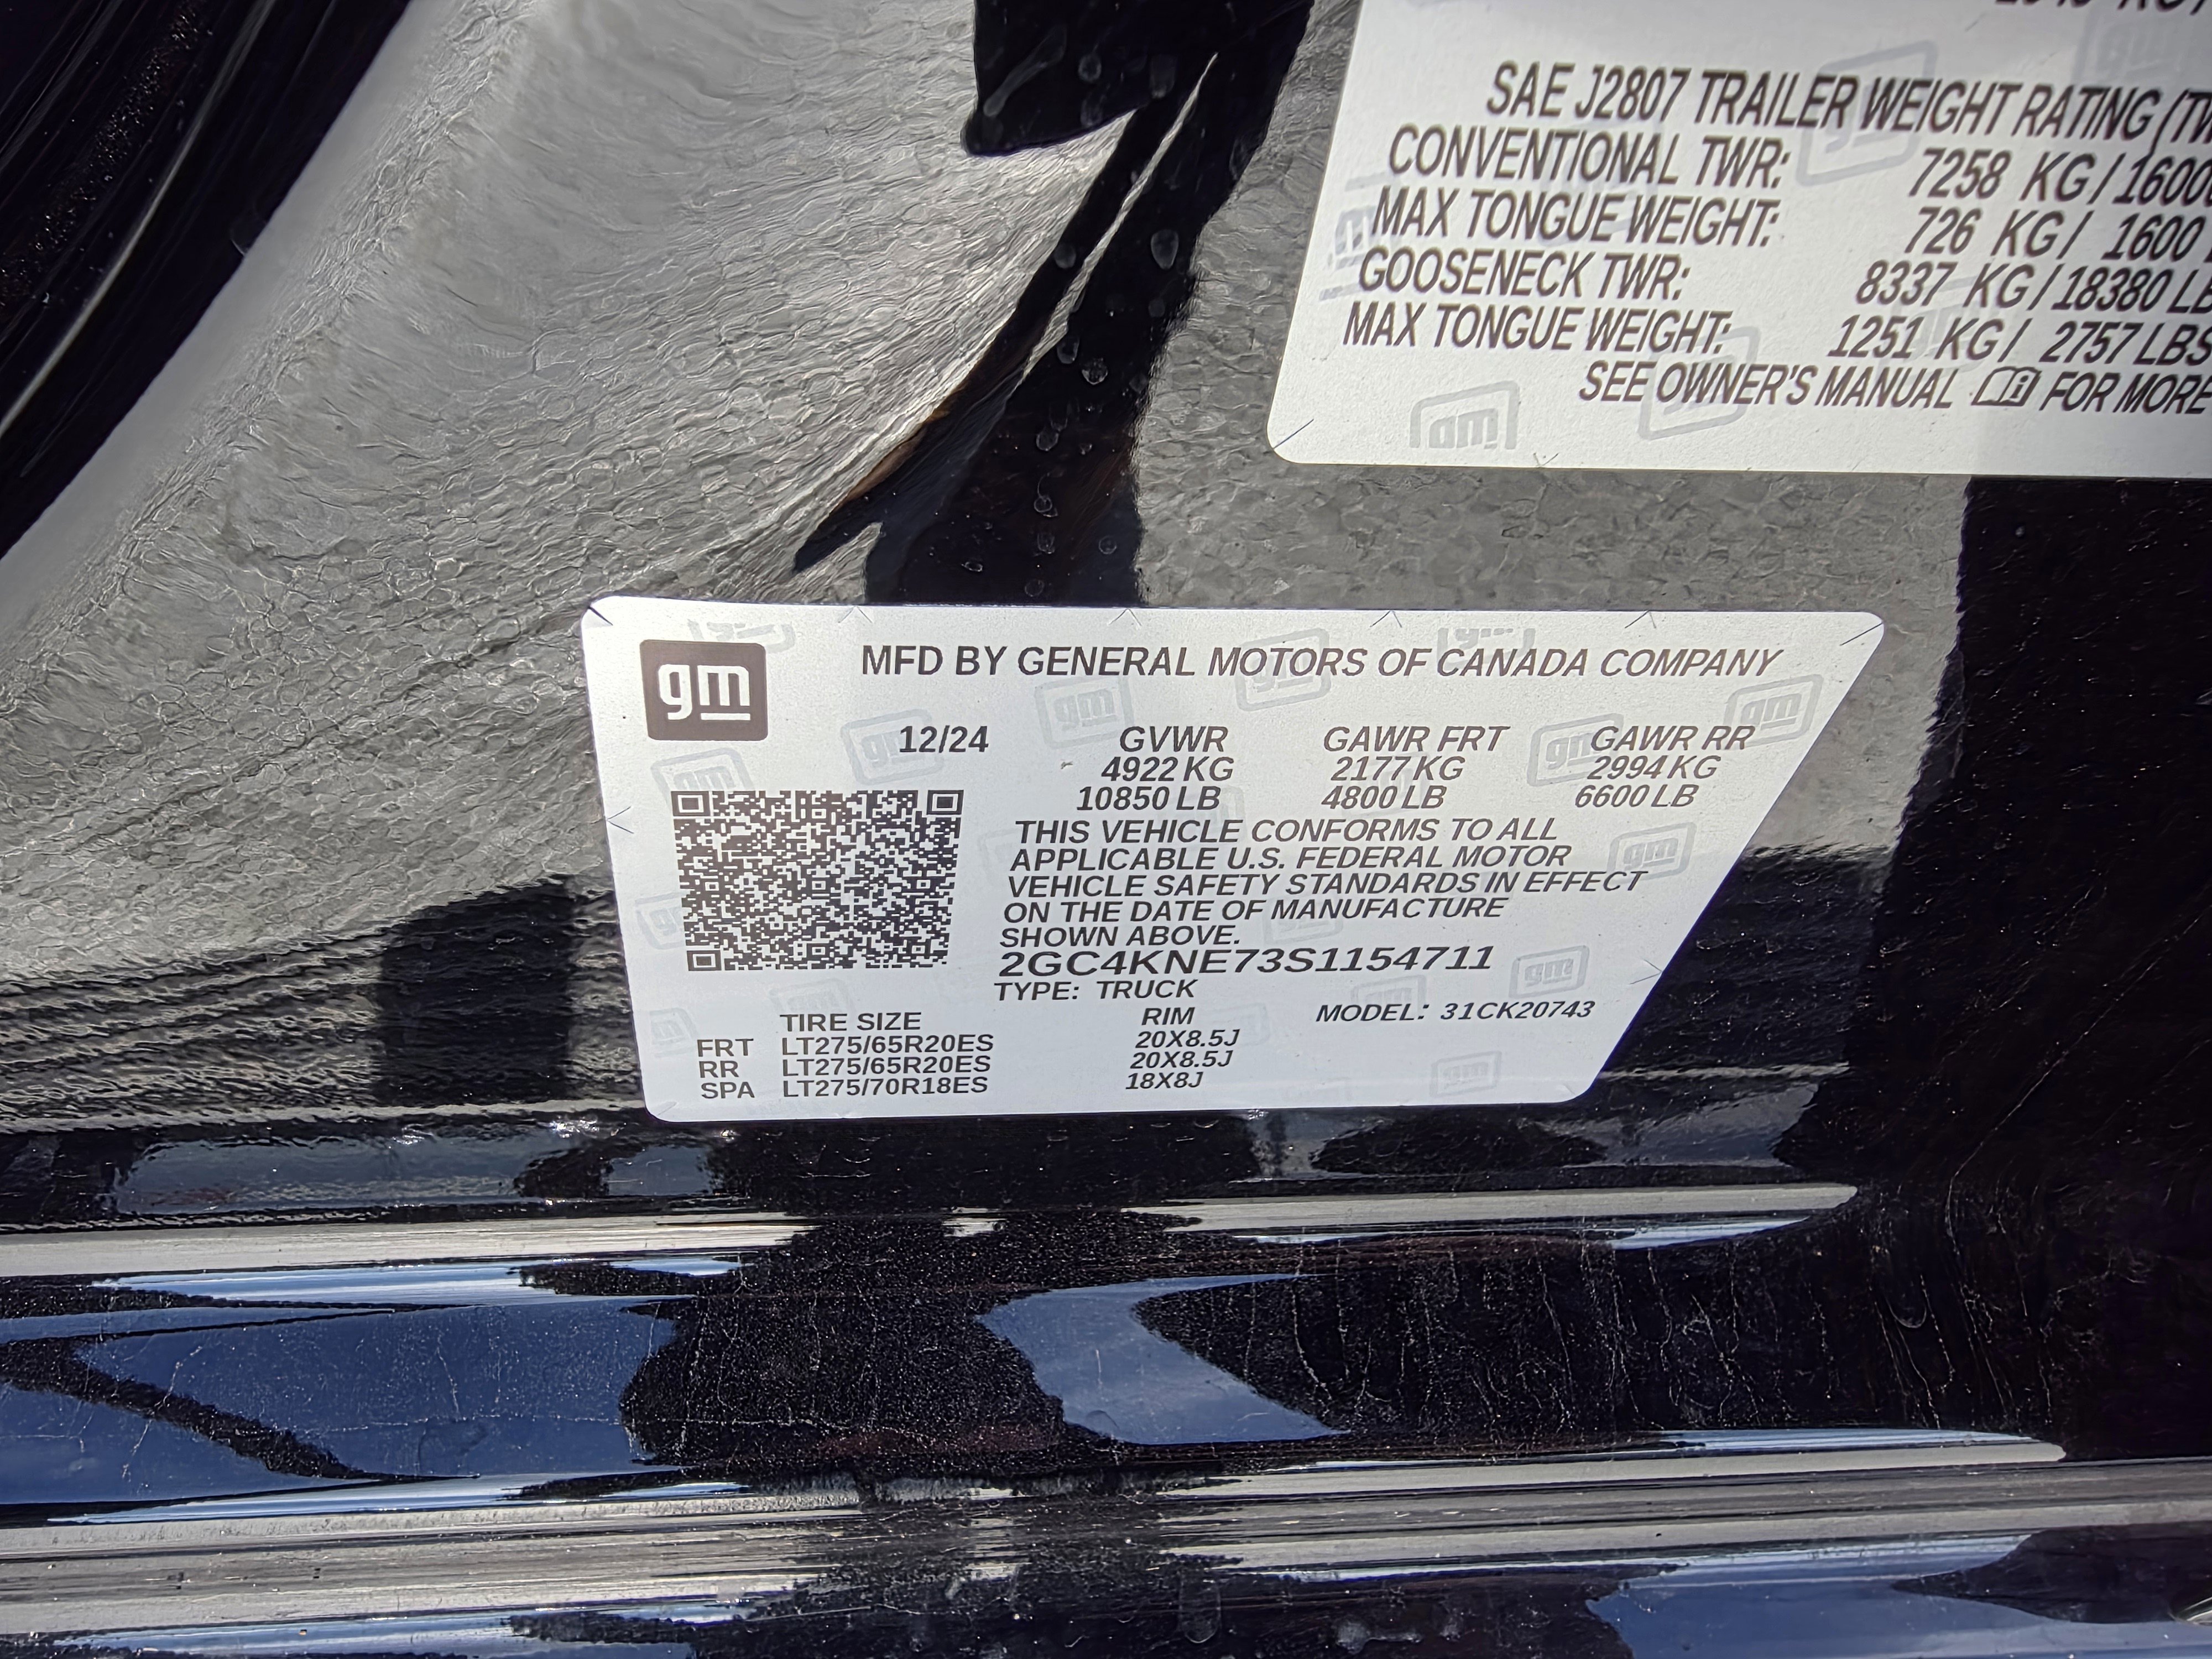 SAE J2807 TRAILER WEIGHT RATING
CONVENTIONAL TWR: 7258 KG /
MAX TONGUE WEIGHT: 726 KG / 1600
GOOSENECK TWR: 8337 KG / 18380
MAX TONGUE WEIGHT: 1251 KG / 2757 LBS
SEE OWNER'S MANUAL FOR MORE
gm
MFD BY GENERAL MOTORS OF CANADA COMPANY
12/24 GVWR GAWR FRT GAWR RR
4922 KG 2177 KG 2994 KG
10850 LB 4800 LB 6600 LB
THIS VEHICLE CONFORMS TO ALL
APPLICABLE U.S. FEDERAL MOTOR
VEHICLE SAFETY STANDARDS IN EFFECT
ON THE DATE OF MANUFACTURE
SHOWN ABOVE.
2GC4KNE73S1154711
TYPE: TRUCK
MODEL: 31CK20743
TIRE SIZE RIM
FRT LT275/65R20ES 20X8.5J
RR LT275/65R20ES 20X8.5J
SPA LT275/70R18ES 18X8J